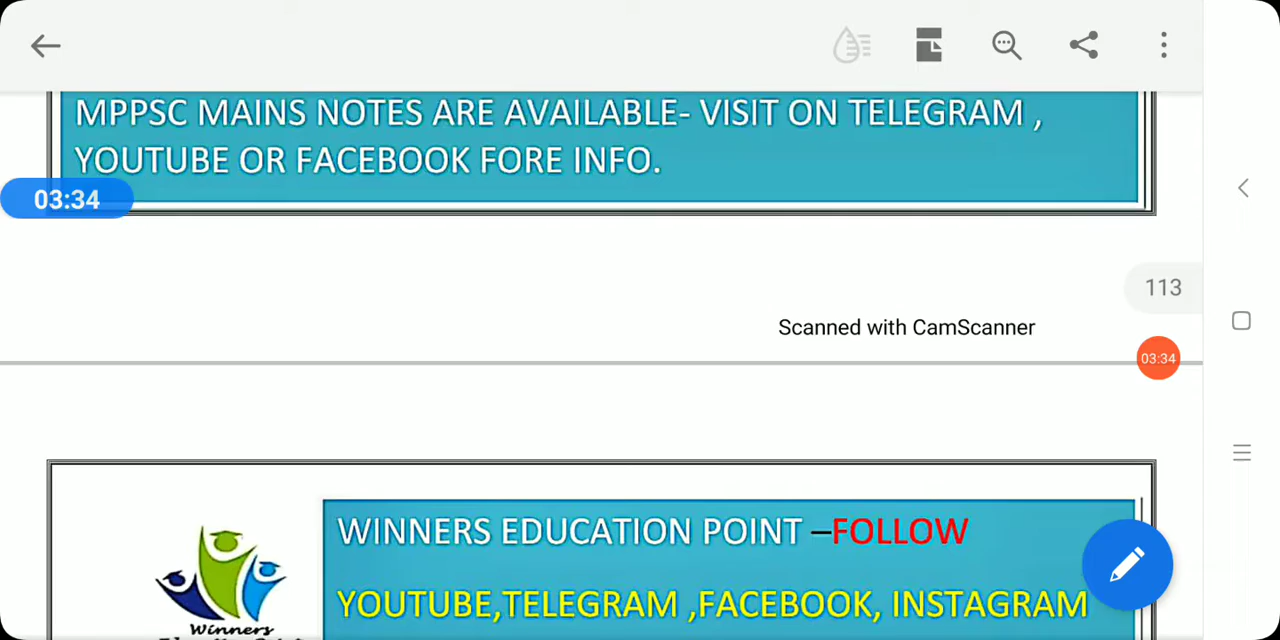 MPPSC MAINS NOTES ARE AVAILABLE- VISIT ON TELEGRAM ,
YOUTUBE OR FACEBOOK FORE INFO.
03:34
113
Scanned with CamScanner
03:34
WINNERS EDUCATION POINT –FOLLOW
YOUTUBE,TELEGRAM ,FACEBOOK, INSTAGRAM
Winners